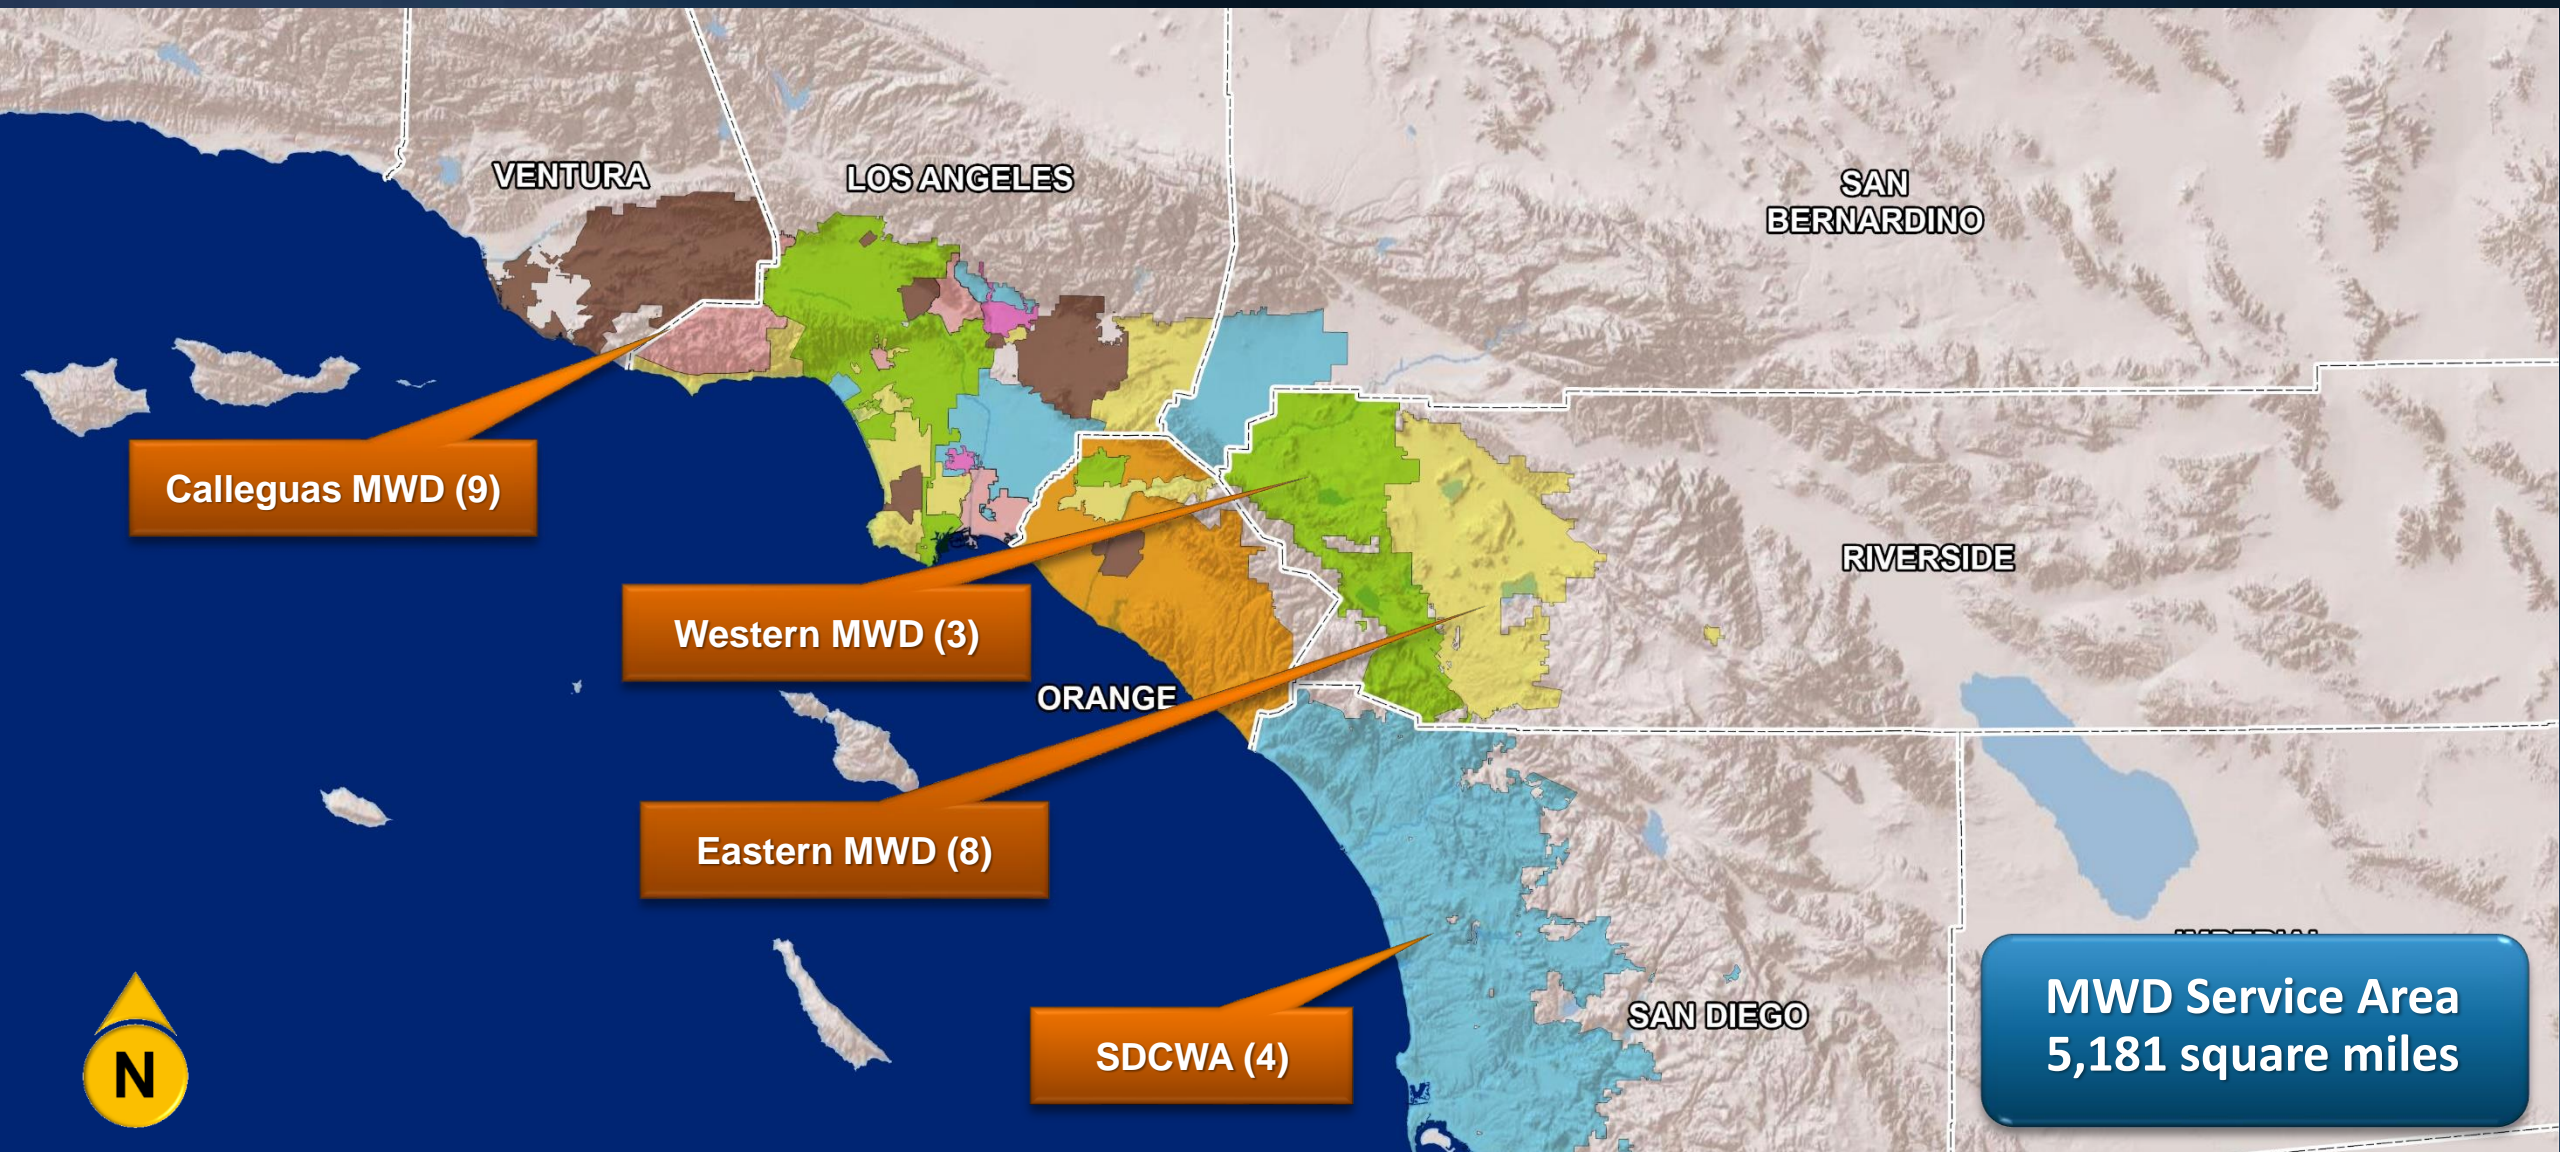 VENTURA
LOS ANGELES
SAN
BERNARDINO
Calleguas MWD (9)
RIVERSIDE
Western MWD (3)
ORANGE
Eastern MWD (8)
SAN DIEGO
MWD Service Area
5,181 square miles
SDCWA (4)
N